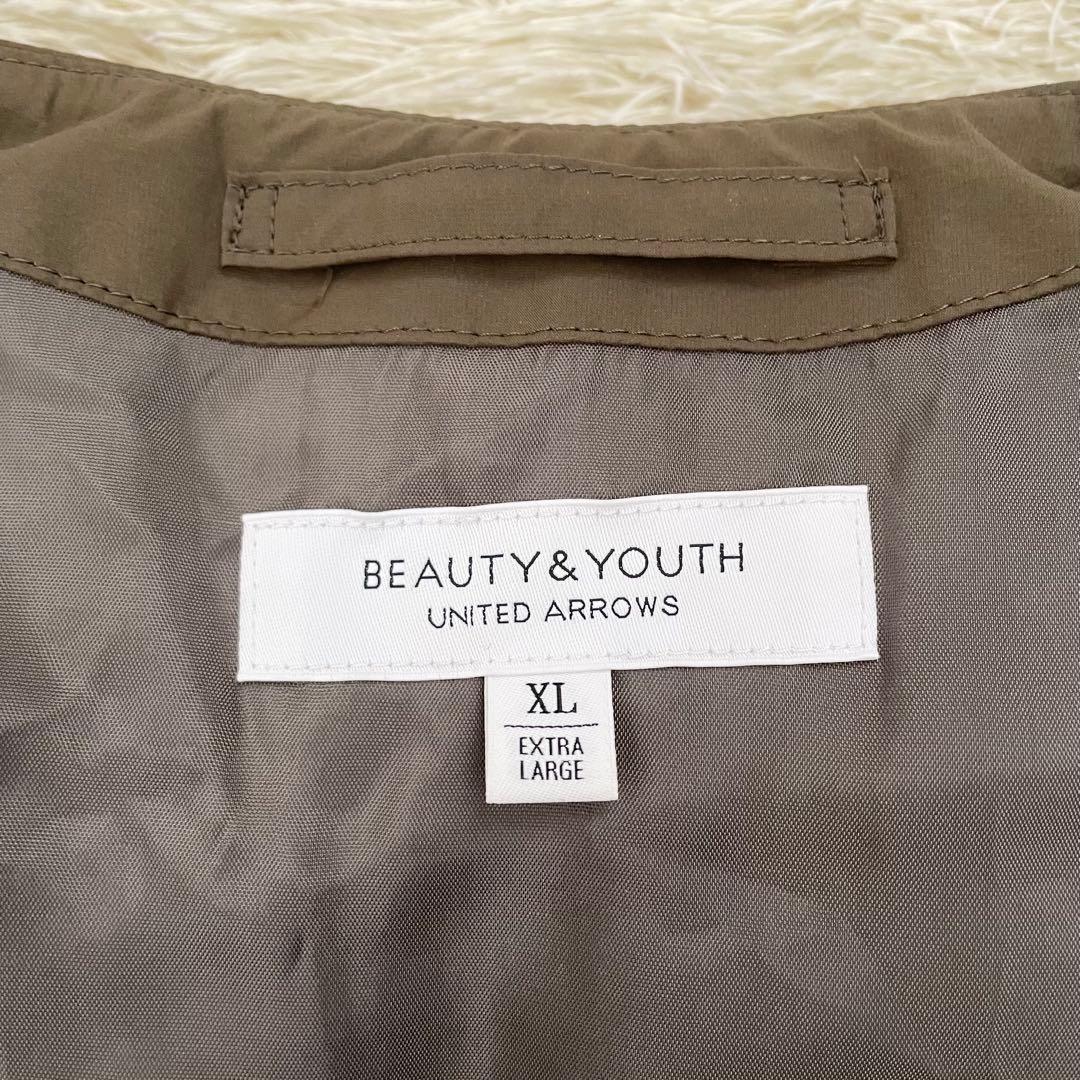 BEAUTY&YOUTH
UNITED ARROWS
XL
EXTRA
LARGE